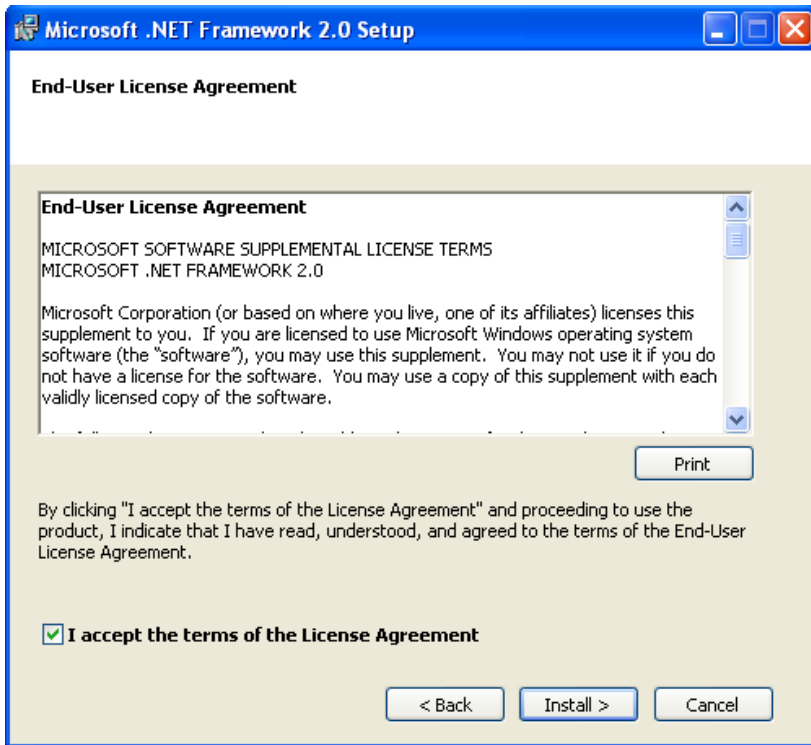 Microsoft .NET Framework 2.0 Setup
End-User License Agreement
End-User License Agreement
MICROSOFT SOFTWARE SUPPLEMENTAL LICENSE TERMS
MICROSOFT .NET FRAMEWORK 2.0
Microsoft Corporation (or based on where you live, one of its affiliates) licenses this
supplement to you.  If you are licensed to use Microsoft Windows operating system
software (the “software”), you may use this supplement.  You may not use it if you do
not have a license for the software.  You may use a copy of this supplement with each
validly licensed copy of the software.
Print
By clicking "I accept the terms of the License Agreement" and proceeding to use the
product, I indicate that I have read, understood, and agreed to the terms of the End-User
License Agreement.
I accept the terms of the License Agreement
< Back
Install >
Cancel